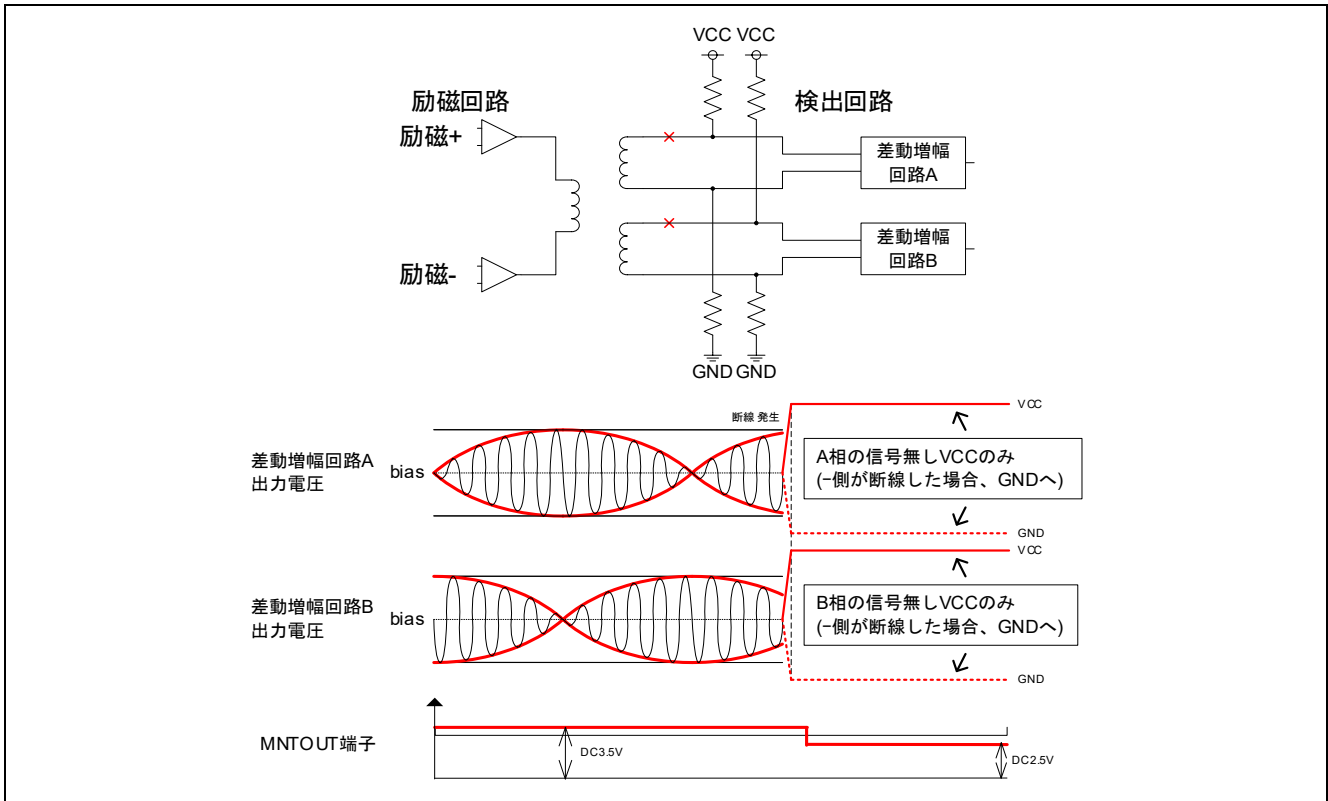 VCC VCC
励磁回路
検出回路
励磁+
差動増幅
回路A
差動増幅
回路B
励磁-
GND GND
断線 発生
VCC
差動増幅回路A
出力電圧
bias
A相の信号無しVCCのみ
(-側が断線した場合、GNDへ)
GND
VCC
差動増幅回路B
出力電圧
bias
B相の信号無しVCCのみ
(-側が断線した場合、GNDへ)
GND
MNTOUT端子
DC3.5V
DC2.5V